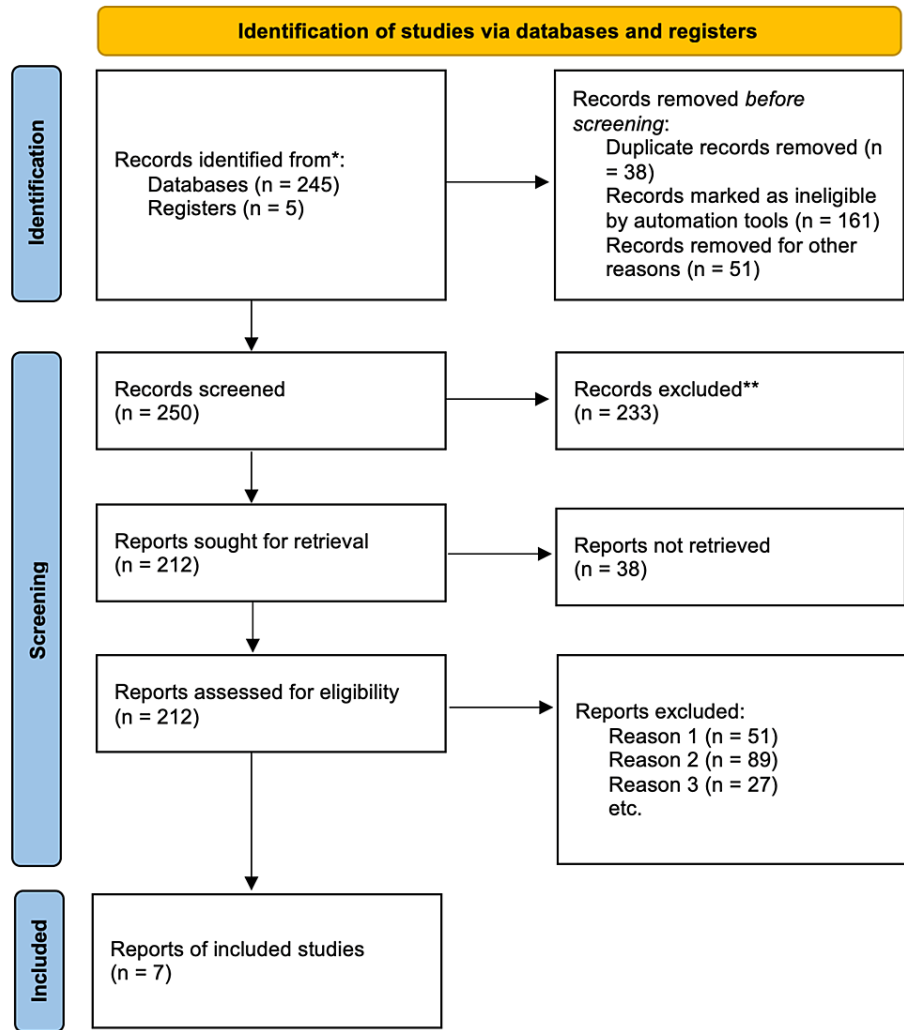 Identification of studies via databases and registers
Identification
Records identified from*:
Databases (n = 245)
Registers (n = 5)
Records removed before
screening:
Duplicate records removed (n
= 38)
Records marked as ineligible
by automation tools (n = 161)
Records removed for other
reasons (n = 51)
Screening
Records screened
(n = 250)
Records excluded**
(n = 233)
Reports sought for retrieval
(n = 212)
Reports not retrieved
(n = 38)
Reports assessed for eligibility
(n = 212)
Reports excluded:
Reason 1 (n = 51)
Reason 2 (n = 89)
Reason 3 (n = 27)
etc.
Included
Reports of included studies
(n = 7)